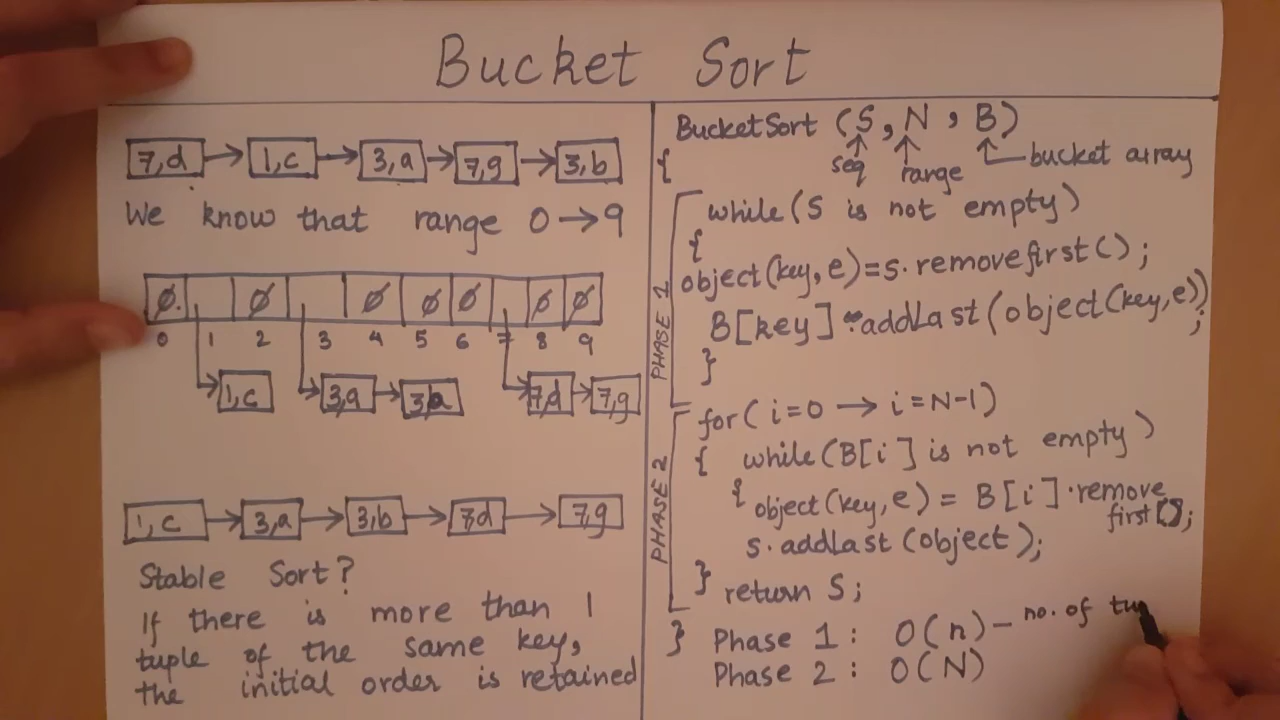 Bucket Sort
7,d → 1,c → 3,a → 7,g → 3,b
We know that range 0 → 9
Ø Ø Ø Ø Ø Ø Ø
0 1 2 3 4 5 6 7 8 9
1,c 3,a → 3, 7,d → 7,g
1,c → 3,a → 3,b → 7,d → 7,g
Stable Sort?
If there is more than 1
tuple of the same key,
the initial order is retained
BucketSort (S, N, B)
seq range bucket array
{
PHASE 1
while(S is not empty)
{
object(key,e)=s.removefirst();
B[key].addLast(object(key,e));
}
PHASE 2
for(i=0 → i=N-1)
{ while(B[i] is not empty)
{ object(key,e) = B[i].remove
first();
s.addLast(object);
} return S;
} Phase 1: O(n) - no. of tup
Phase 2: O(N)